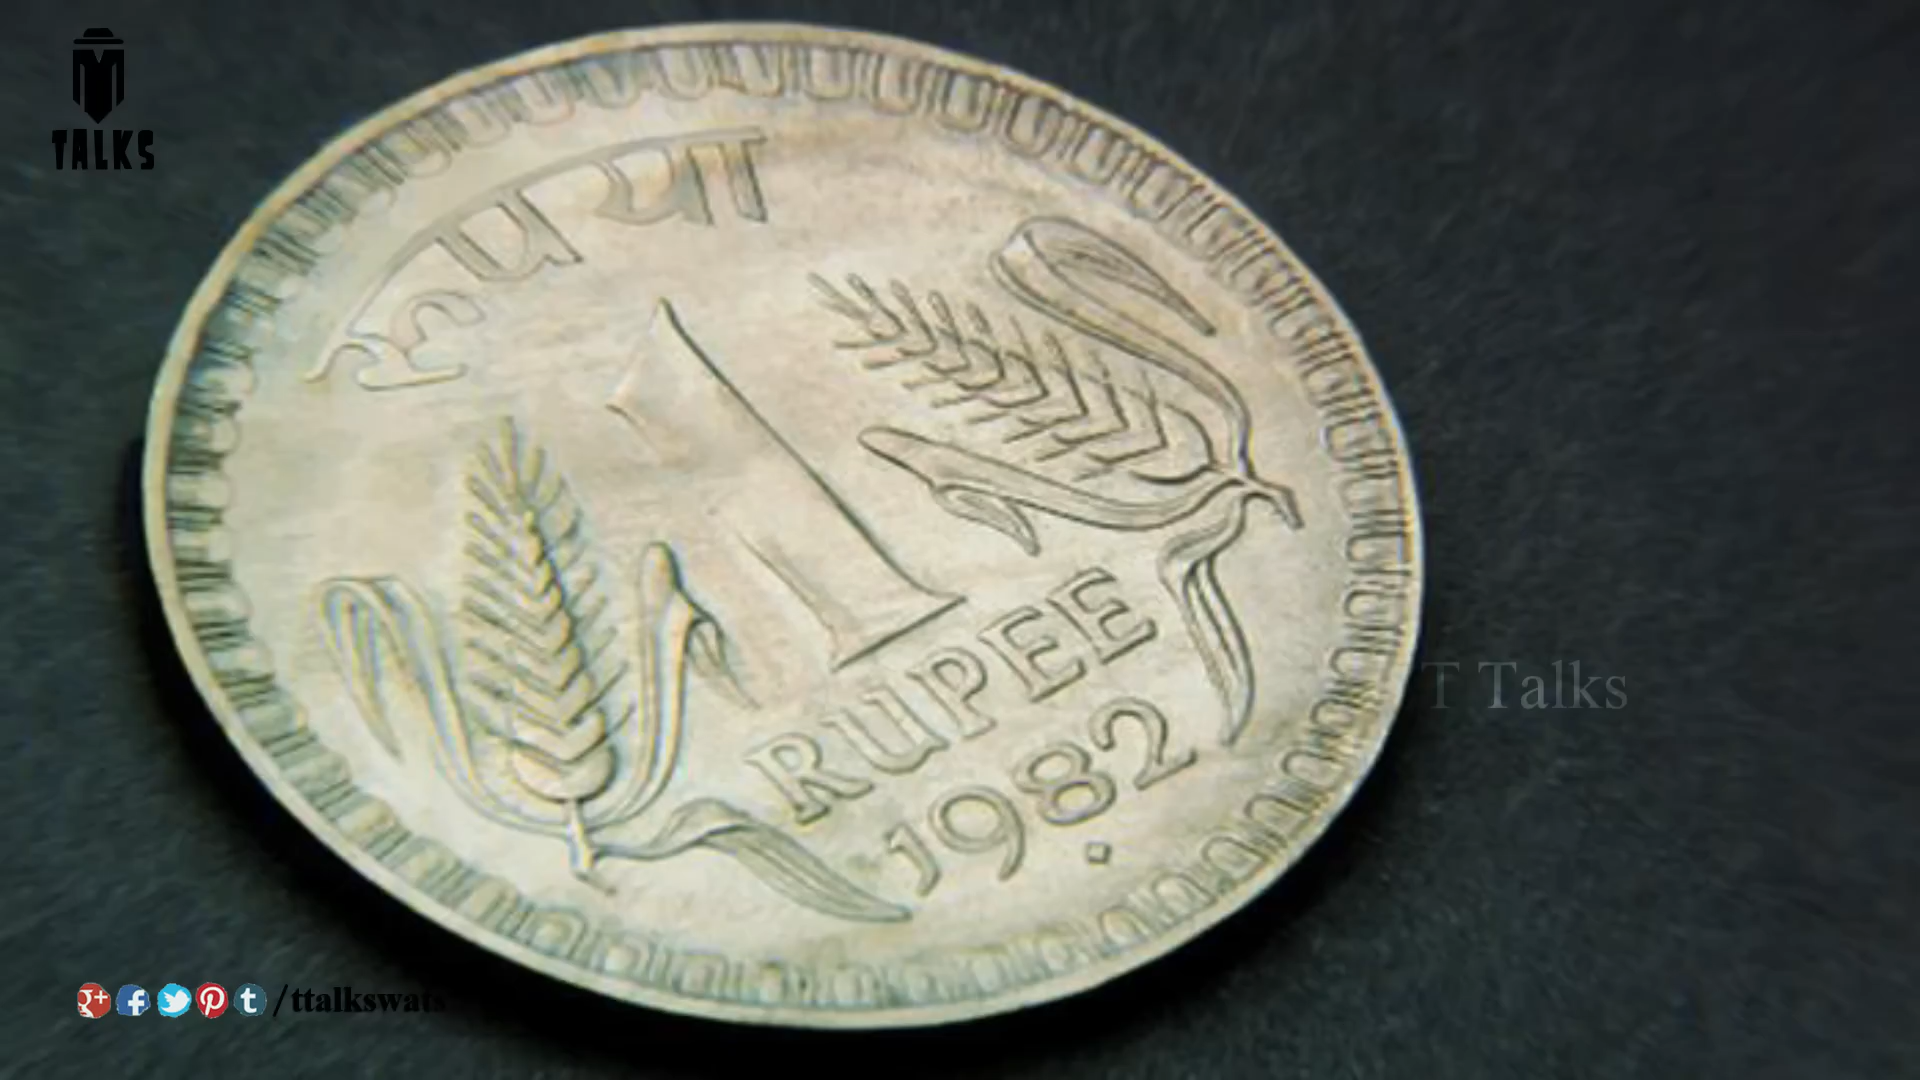 TALKS
रुपया
1
RUPEE
1982
T Talks
/ttalkswats